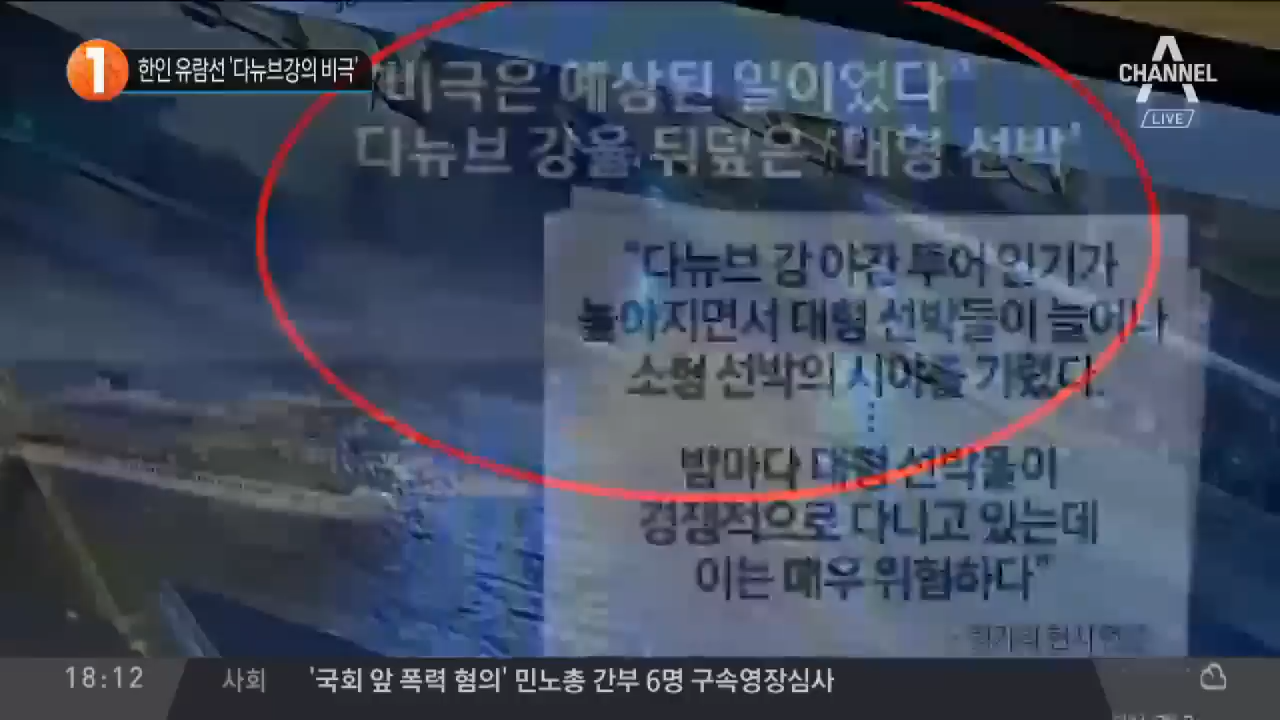 1 한인 유람선 '다뉴브강의 비극'
CHANNEL A
LIVE
비극은 예상된 일이었다"
다뉴브 강을 뒤덮은 '대형 선박'
"다뉴브 강 야간 투어 인기가
높아지면서 대형 선박들이 늘어나
소형 선박의 시야를 가렸다.
⋮
밤마다 대형 선박들이
경쟁적으로 다니고 있는데
이는 매우 위험하다"
18:12 사회 '국회 앞 폭력 혐의' 민노총 간부 6명 구속영장심사